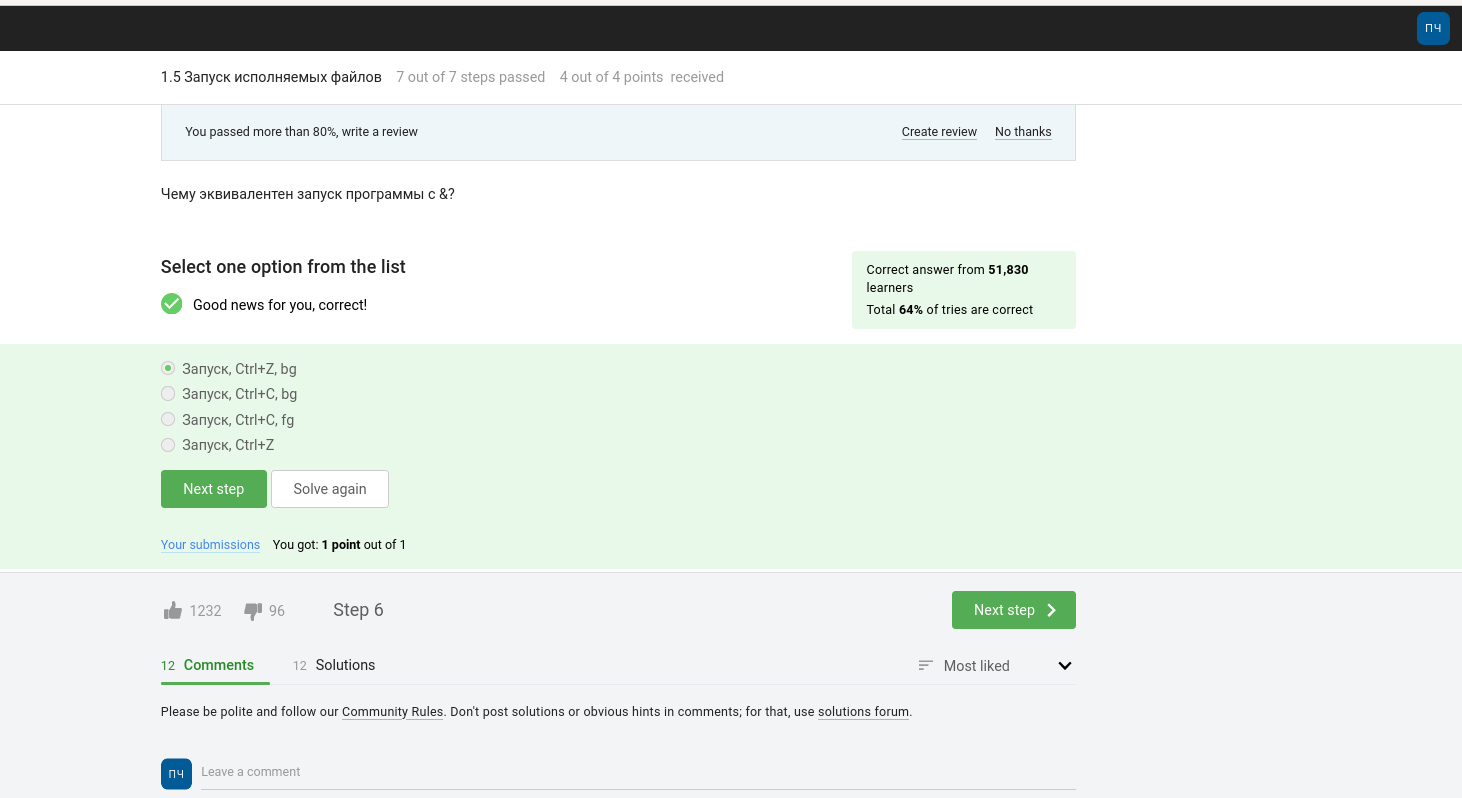 ПЧ
1.5 Запуск исполняемых файлов 7 out of 7 steps passed 4 out of 4 points received
You passed more than 80%, write a review Create review No thanks
Чему эквивалентен запуск программы с &?
Select one option from the list
Good news for you, correct!
Correct answer from 51,830
learners
Total 64% of tries are correct
Запуск, Ctrl+Z, bg
Запуск, Ctrl+C, bg
Запуск, Ctrl+C, fg
Запуск, Ctrl+Z
Next step Solve again
Your submissions You got: 1 point out of 1
1232 96 Step 6 Next step
12 Comments 12 Solutions Most liked
Please be polite and follow our Community Rules. Don't post solutions or obvious hints in comments; for that, use solutions forum.
ПЧ Leave a comment